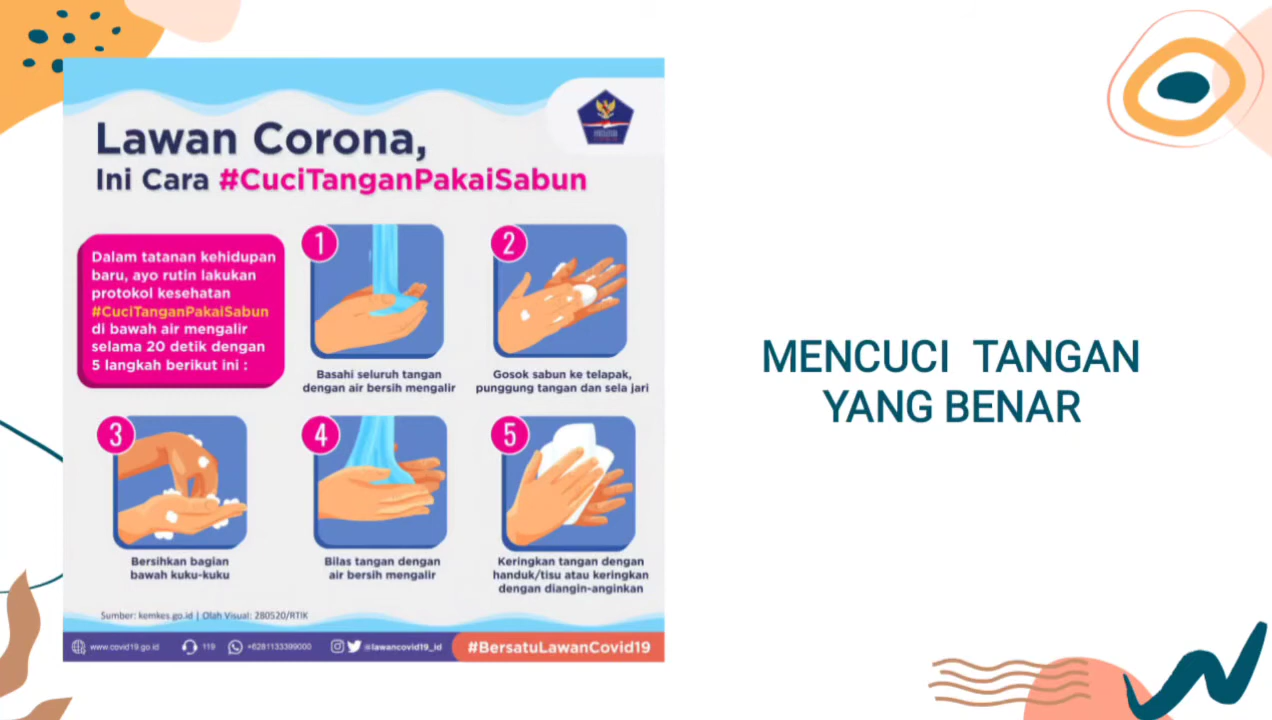 Lawan Corona,
Ini Cara #CuciTanganPakaiSabun
Dalam tatanan kehidupan
baru, ayo rutin lakukan
protokol kesehatan
#CuciTanganPakaiSabun
di bawah air mengalir
selama 20 detik dengan
5 langkah berikut ini :
1
Basahi seluruh tangan
dengan air bersih mengalir
2
Gosok sabun ke telapak,
punggung tangan dan sela jari
3
Bersihkan bagian
bawah kuku-kuku
4
Bilas tangan dengan
air bersih mengalir
5
Keringkan tangan dengan
handuk/tisu atau keringkan
dengan diangin-anginkan
Sumber: kemkes.go.id | Olah Visual: 280520/RTIK
www.covid19.go.id 119 +6281133399000 @lawancovid19_id
#BersatuLawanCovid19
MENCUCI TANGAN
YANG BENAR